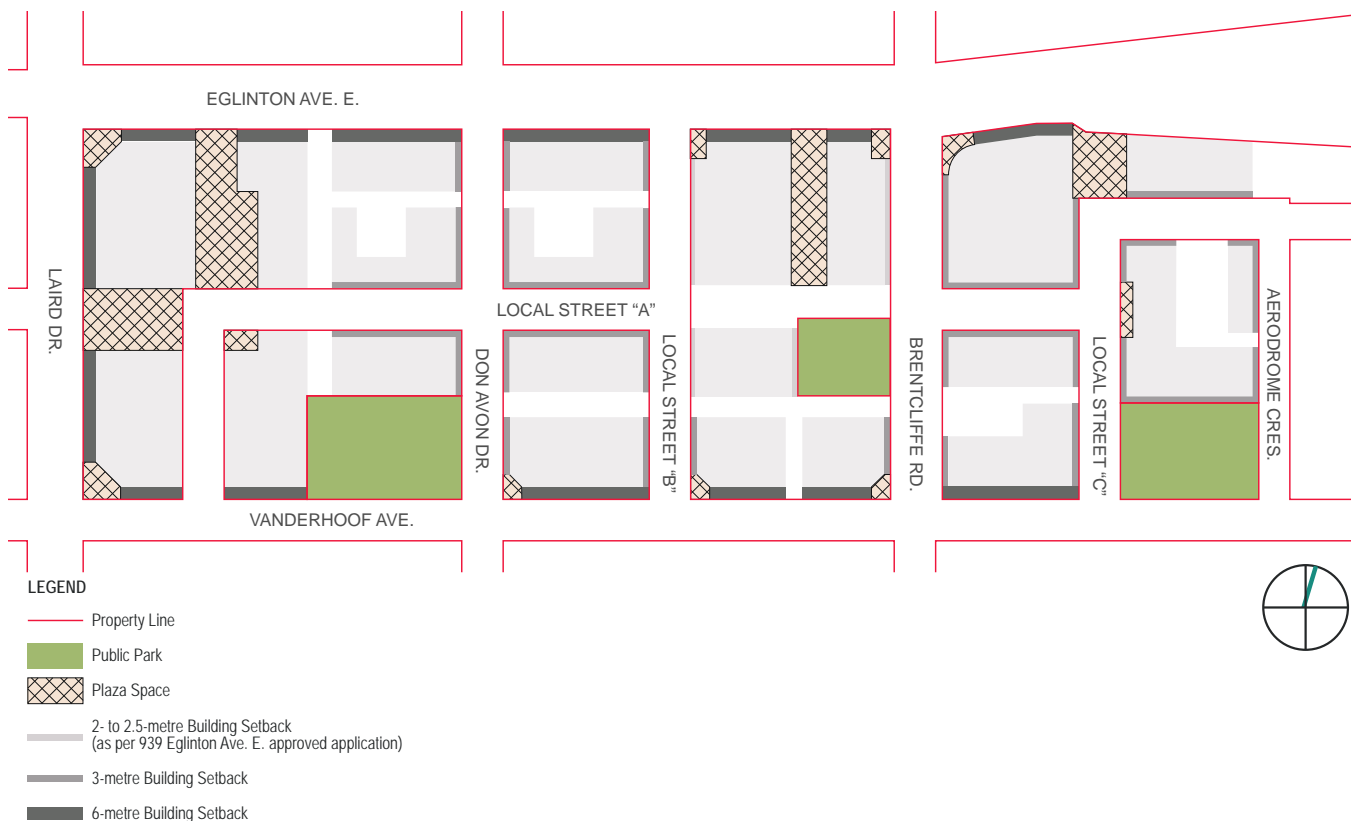 EGLINTON AVE. E.
LAIRD DR.
LOCAL STREET “A”
DON AVON DR.
LOCAL STREET “B”
BRENTCLIFFE RD.
LOCAL STREET “C”
AERODROME CRES.
VANDERHOOF AVE.
LEGEND
Property Line
Public Park
Plaza Space
2- to 2.5-metre Building Setback
(as per 939 Eglinton Ave. E. approved application)
3-metre Building Setback
6-metre Building Setback